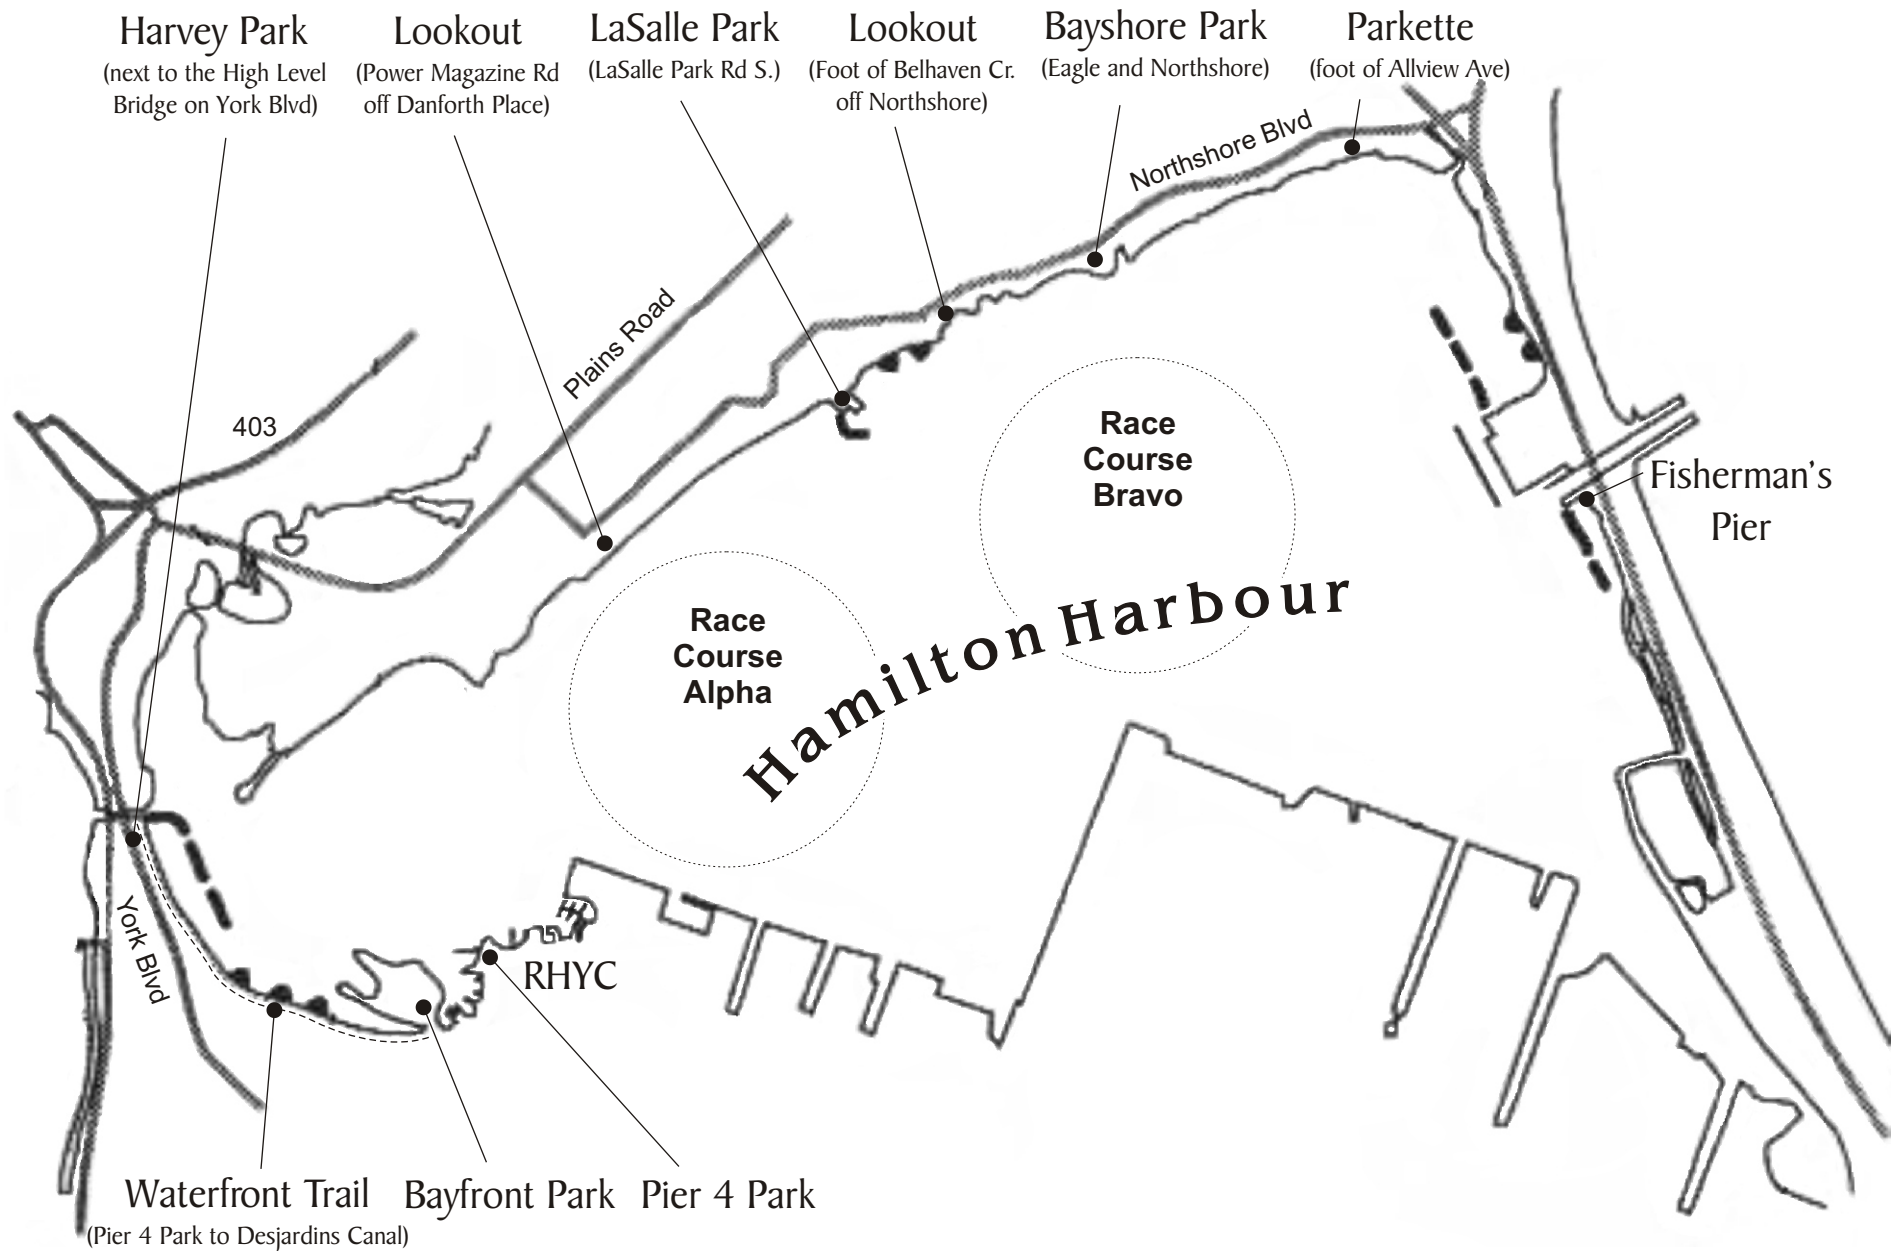 Harvey Park
(next to the High Level
Bridge on York Blvd)
Lookout
(Power Magazine Rd
off Danforth Place)
LaSalle Park
(LaSalle Park Rd S.)
Lookout
(Foot of Belhaven Cr.
off Northshore)
Bayshore Park
(Eagle and Northshore)
Parkette
(foot of Allview Ave)
Northshore Blvd
Plains Road
403
Race
Course
Bravo
Fisherman's
Pier
Race
Course
Alpha
Hamilton Harbour
York Blvd
RHYC
Waterfront Trail
(Pier 4 Park to Desjardins Canal)
Bayfront Park
Pier 4 Park